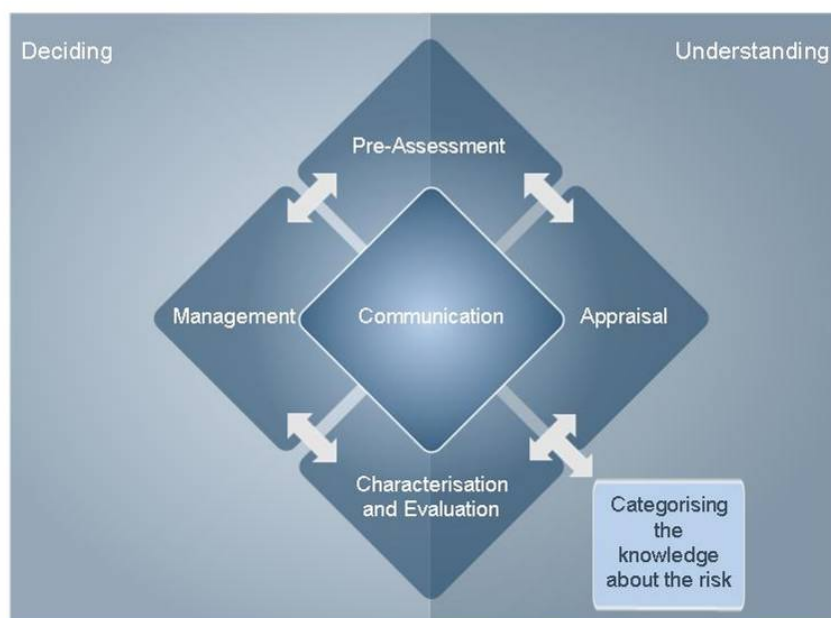 Deciding
Understanding
Pre-Assessment
Management
Communication
Appraisal
Characterisation
and Evaluation
Categorising
the
knowledge
about the risk